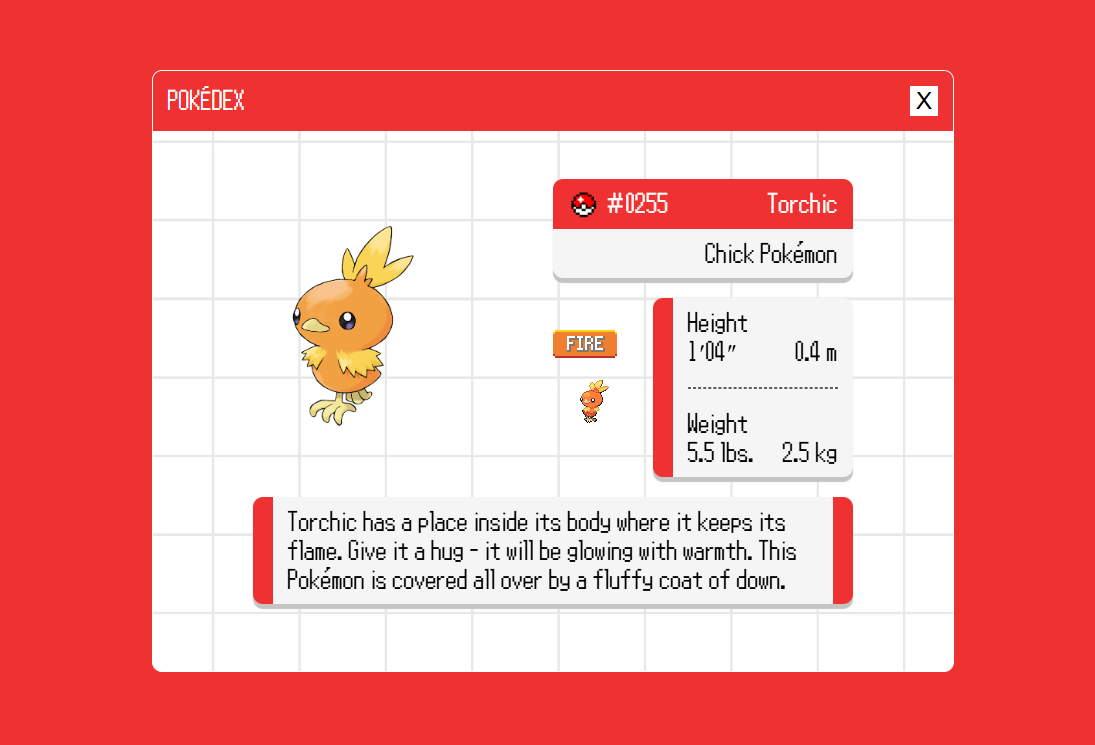 POKÉDEX
X
#0255 Torchic
Chick Pokémon
FIRE
Height
1′04″ 0.4 m
Weight
5.5 lbs. 2.5 kg
Torchic has a place inside its body where it keeps its
flame. Give it a hug - it will be glowing with warmth. This
Pokémon is covered all over by a fluffy coat of down.